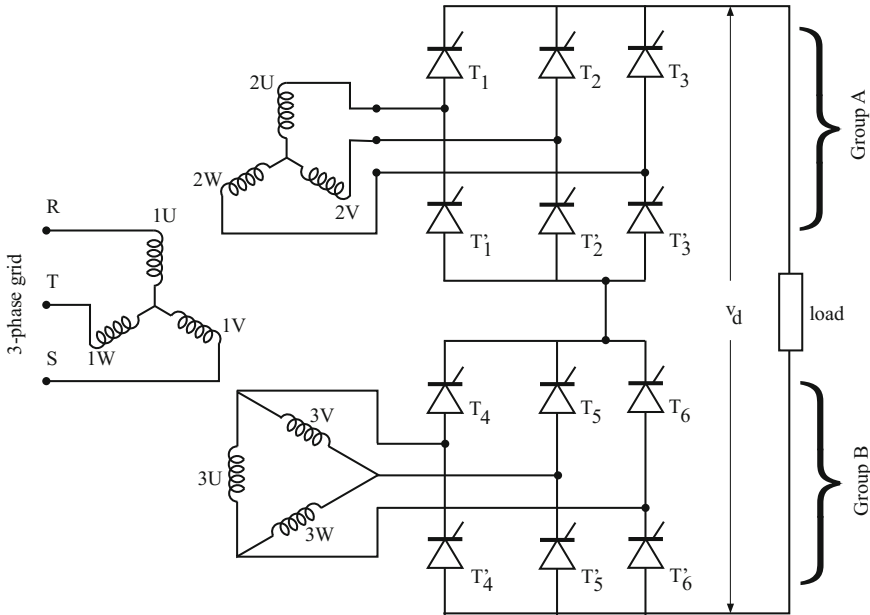 T1
T2
T3
2U
2W
2V
Group A
R
1U
T'1
T'2
T'3
3-phase grid
T
1V
vd
load
S
1W
T4
T5
T6
3V
3U
3W
Group B
T'4
T'5
T'6